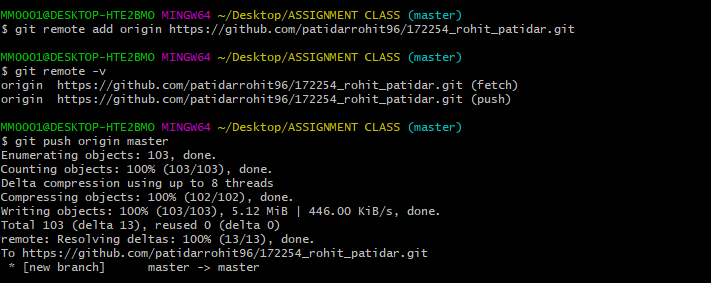 MM0001@DESKTOP-HTE2BMO MINGW64 ~/Desktop/ASSIGNMENT CLASS (master)
$ git remote add origin https://github.com/patidarrohit96/172254_rohit_patidar.git
MM0001@DESKTOP-HTE2BMO MINGW64 ~/Desktop/ASSIGNMENT CLASS (master)
$ git remote -v
origin  https://github.com/patidarrohit96/172254_rohit_patidar.git (fetch)
origin  https://github.com/patidarrohit96/172254_rohit_patidar.git (push)
MM0001@DESKTOP-HTE2BMO MINGW64 ~/Desktop/ASSIGNMENT CLASS (master)
$ git push origin master
Enumerating objects: 103, done.
Counting objects: 100% (103/103), done.
Delta compression using up to 8 threads
Compressing objects: 100% (102/102), done.
Writing objects: 100% (103/103), 5.12 MiB | 446.00 KiB/s, done.
Total 103 (delta 13), reused 0 (delta 0)
remote: Resolving deltas: 100% (13/13), done.
To https://github.com/patidarrohit96/172254_rohit_patidar.git
 * [new branch]      master -> master